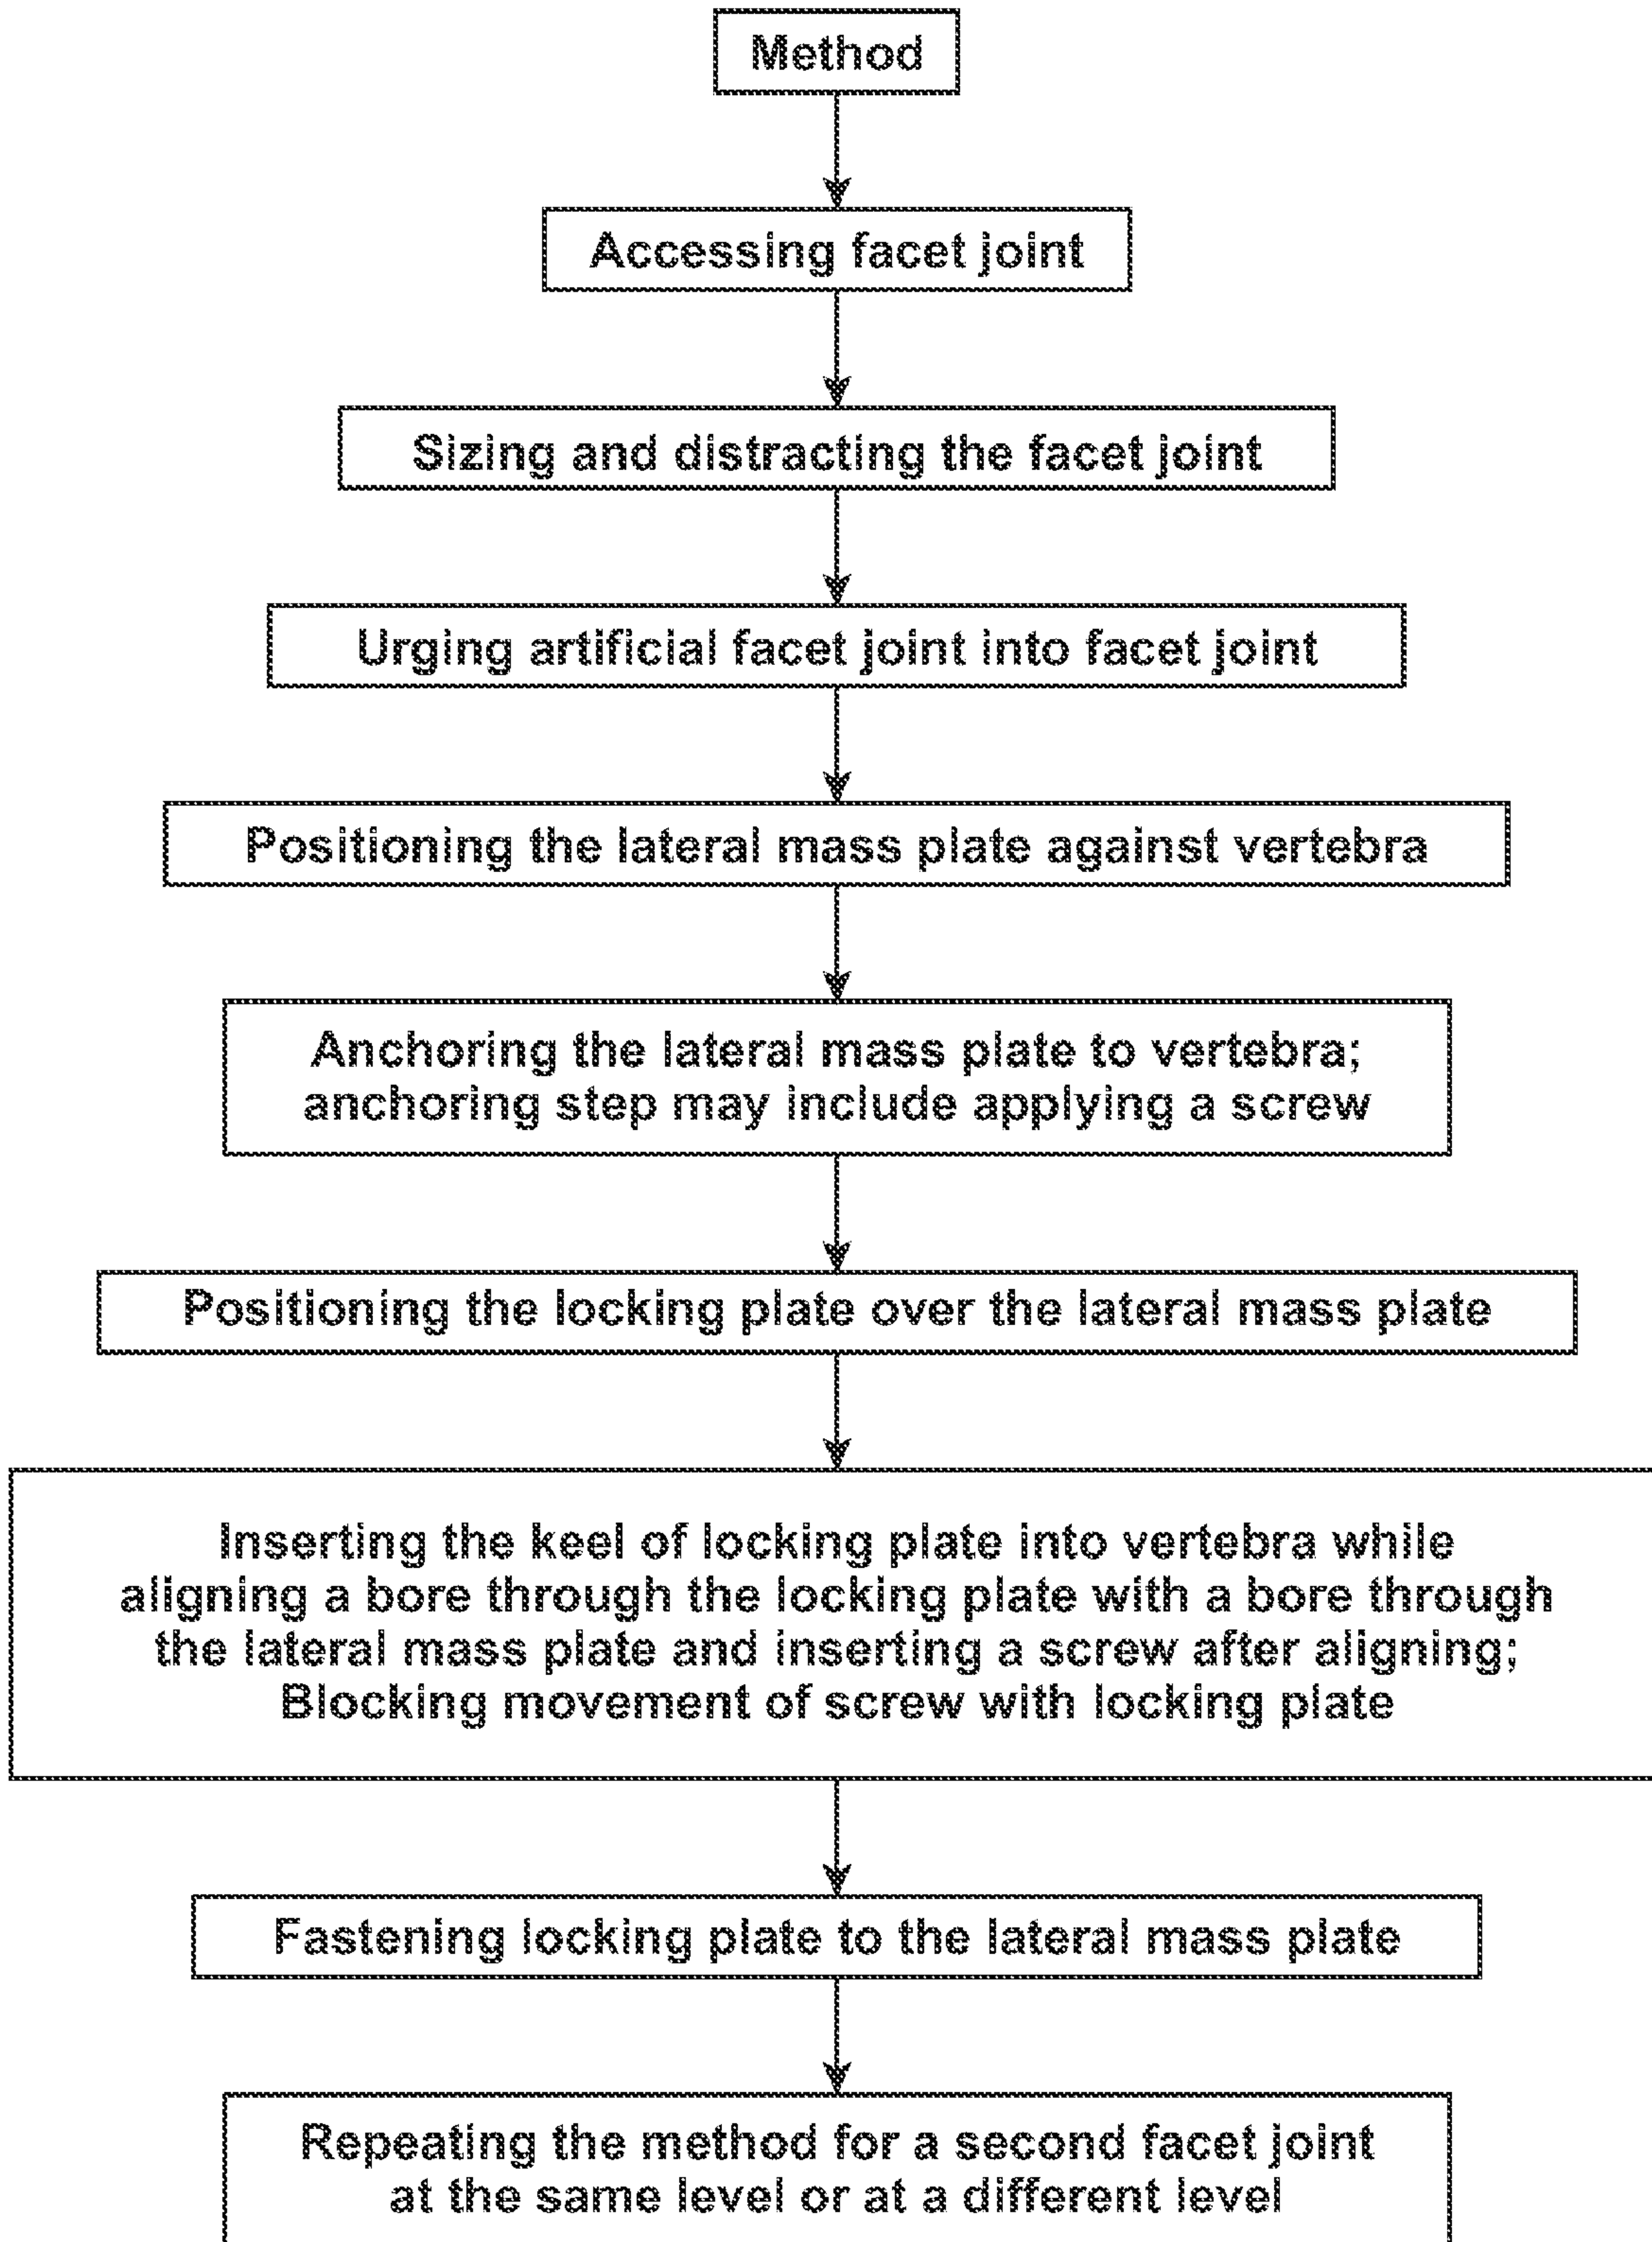 Method
Accessing facet joint
Sizing and distracting the facet joint
Urging artificial facet joint into facet joint
Positioning the lateral mass plate against vertebra
Anchoring the lateral mass plate to vertebra;
anchoring step may include applying a screw
Positioning the locking plate over the lateral mass plate
Inserting the keel of locking plate into vertebra while
aligning a bore through the locking plate with a bore through
the lateral mass plate and inserting a screw after aligning;
Blocking movement of screw with locking plate
Fastening locking plate to the lateral mass plate
Repeating the method for a second facet joint
at the same level or at a different level